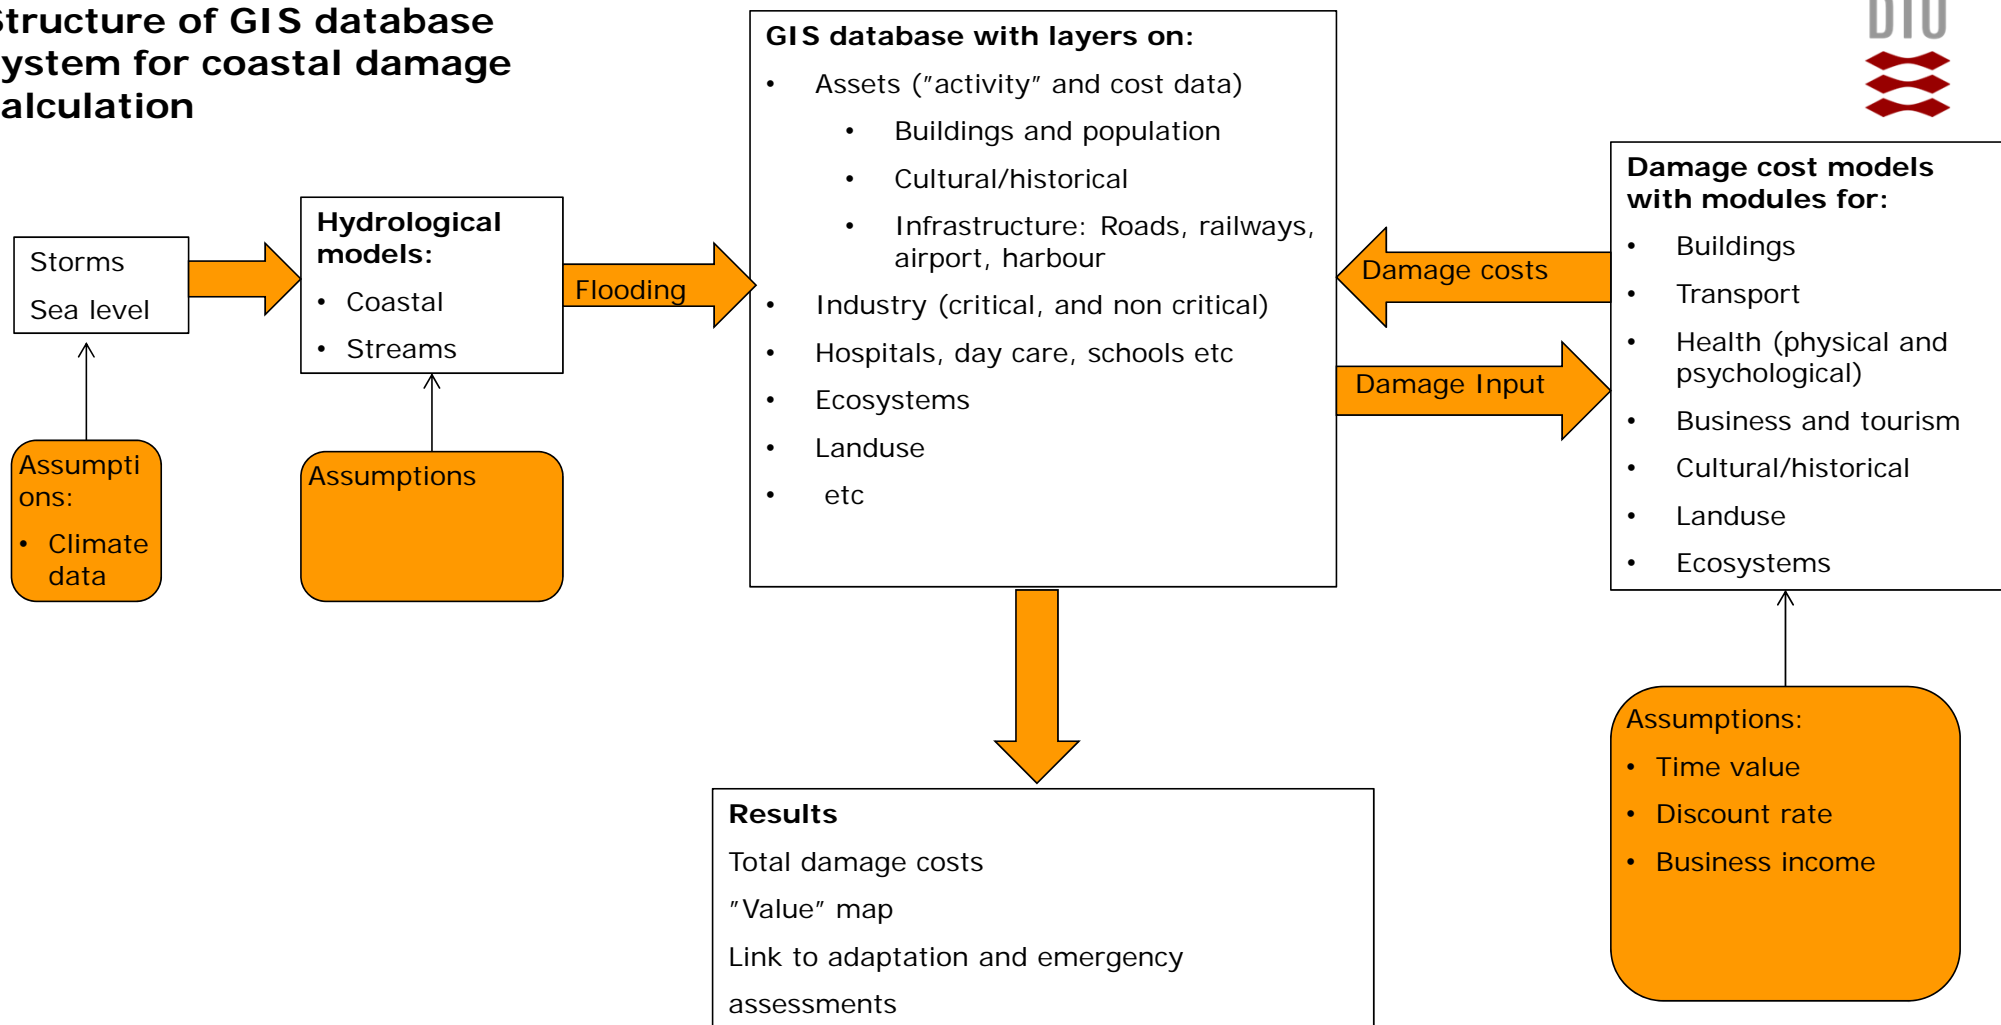 Structure of GIS database
system for coastal damage
calculation
DTU
Storms
Sea level
Assumpti
ons:
• Climate
data
Hydrological
models:
• Coastal
• Streams
Assumptions
Flooding
GIS database with layers on:
• Assets ("activity" and cost data)
• Buildings and population
• Cultural/historical
• Infrastructure: Roads, railways,
airport, harbour
• Industry (critical, and non critical)
• Hospitals, day care, schools etc
• Ecosystems
• Landuse
• etc
Damage costs
Damage Input
Damage cost models
with modules for:
• Buildings
• Transport
• Health (physical and
psychological)
• Business and tourism
• Cultural/historical
• Landuse
• Ecosystems
Assumptions:
• Time value
• Discount rate
• Business income
Results
Total damage costs
"Value" map
Link to adaptation and emergency
assessments